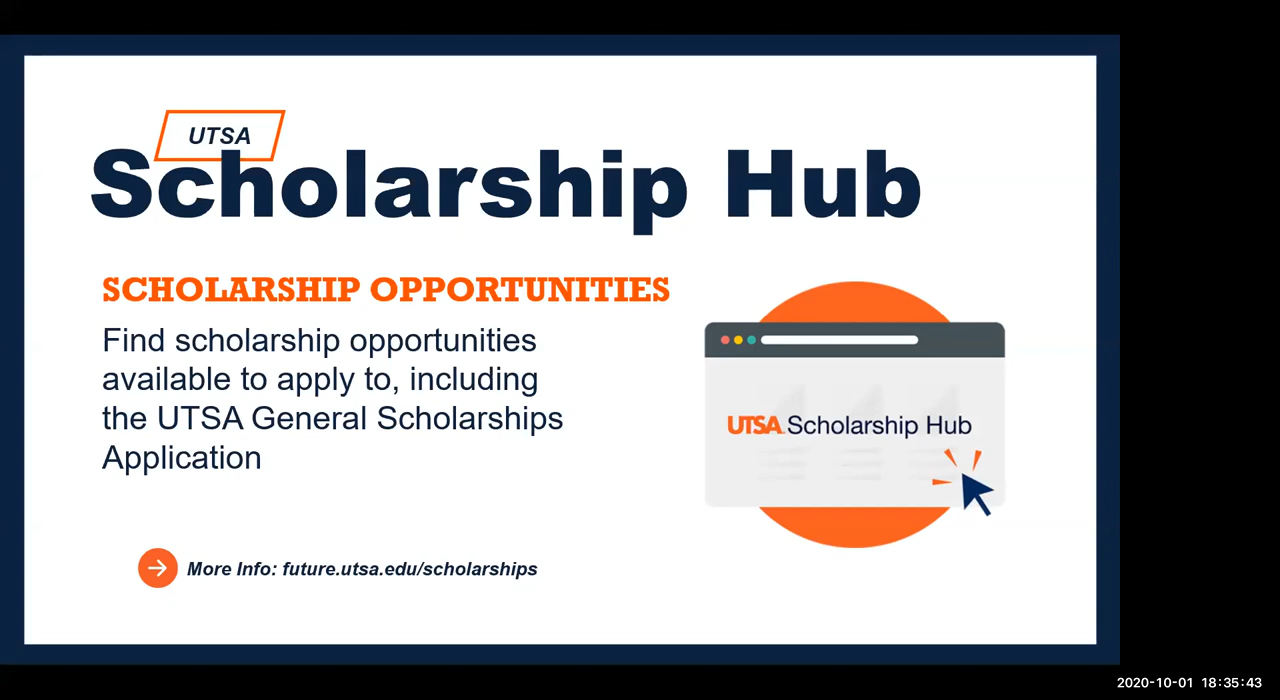 UTSA
Scholarship Hub
SCHOLARSHIP OPPORTUNITIES
Find scholarship opportunities
available to apply to, including
the UTSA General Scholarships
Application
UTSA. Scholarship Hub
More Info: future.utsa.edu/scholarships
2020-10-01 18:35:43